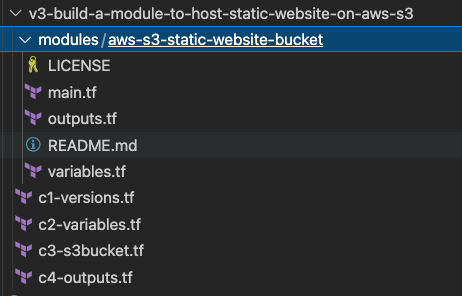 v3-build-a-module-to-host-static-website-on-aws-s3
modules/aws-s3-static-website-bucket
LICENSE
main.tf
outputs.tf
README.md
variables.tf
c1-versions.tf
c2-variables.tf
c3-s3bucket.tf
c4-outputs.tf